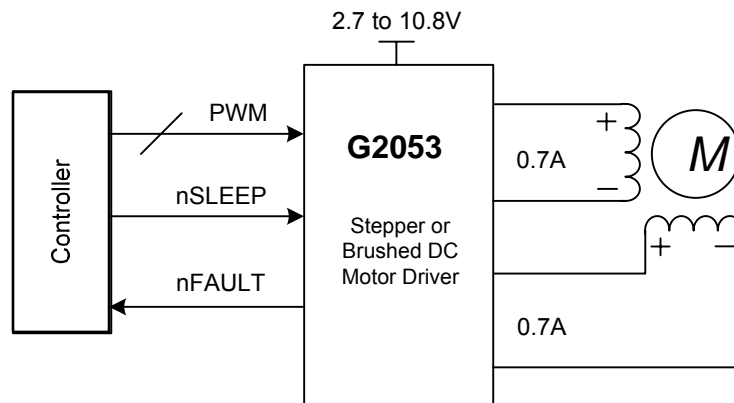 2.7 to 10.8V
Controller
PWM
nSLEEP
nFAULT
G2053
Stepper or
Brushed DC
Motor Driver
0.7A
0.7A
+
−
M
+ −